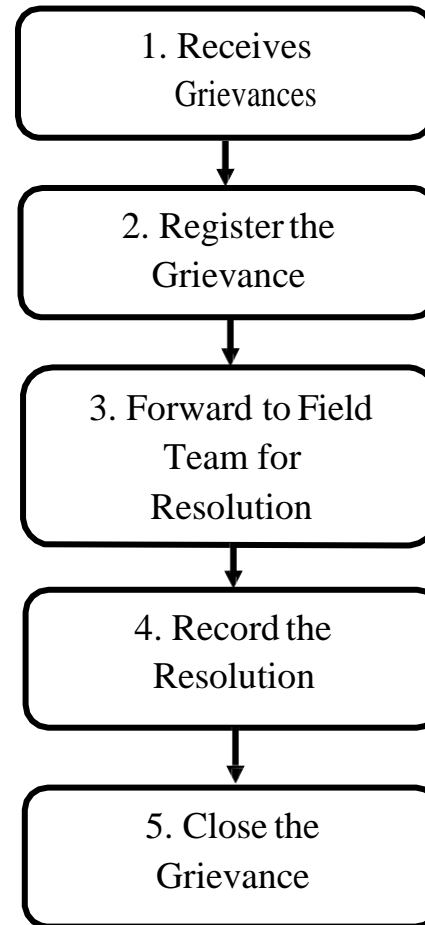 1. Receives
Grievances
2. Register the
Grievance
3. Forward to Field
Team for
Resolution
4. Record the
Resolution
5. Close the
Grievance